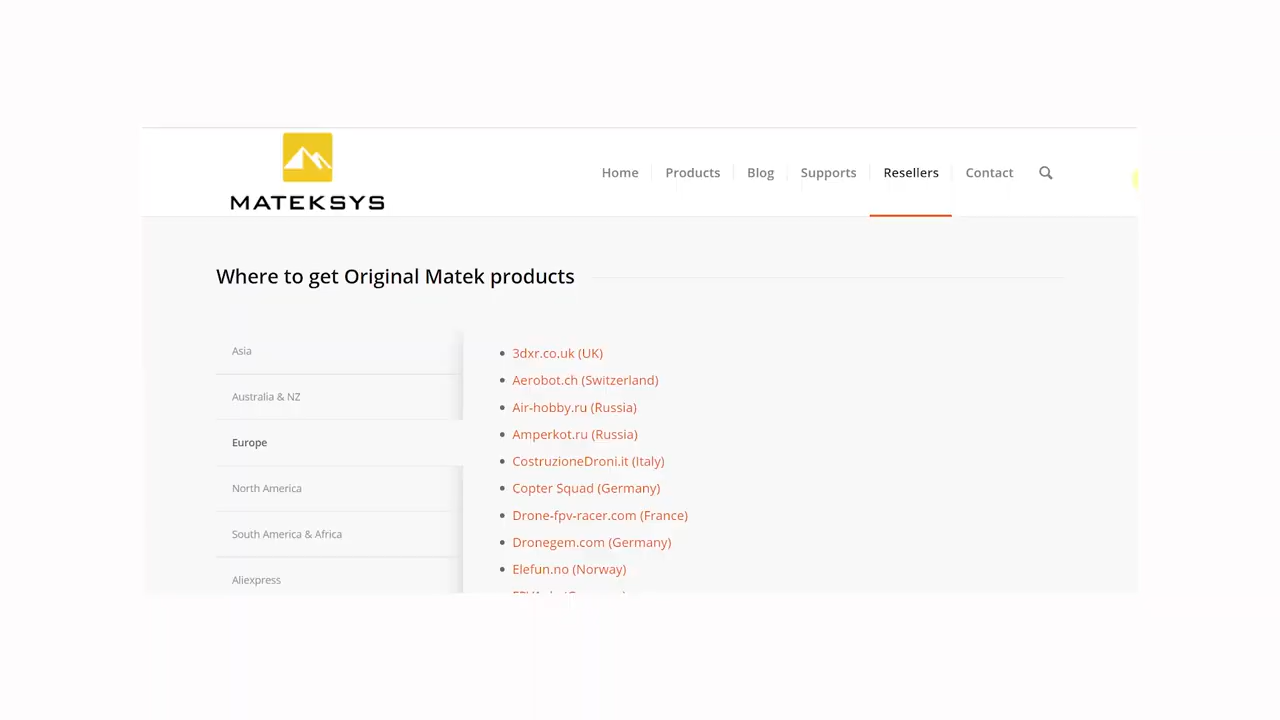 MATEKSYS
Home Products Blog Supports Resellers Contact
Where to get Original Matek products
Asia
Australia & NZ
Europe
North America
South America & Africa
Aliexpress
3dxr.co.uk (UK)
Aerobot.ch (Switzerland)
Air-hobby.ru (Russia)
Amperkot.ru (Russia)
CostruzioneDroni.it (Italy)
Copter Squad (Germany)
Drone-fpv-racer.com (France)
Dronegem.com (Germany)
Elefun.no (Norway)